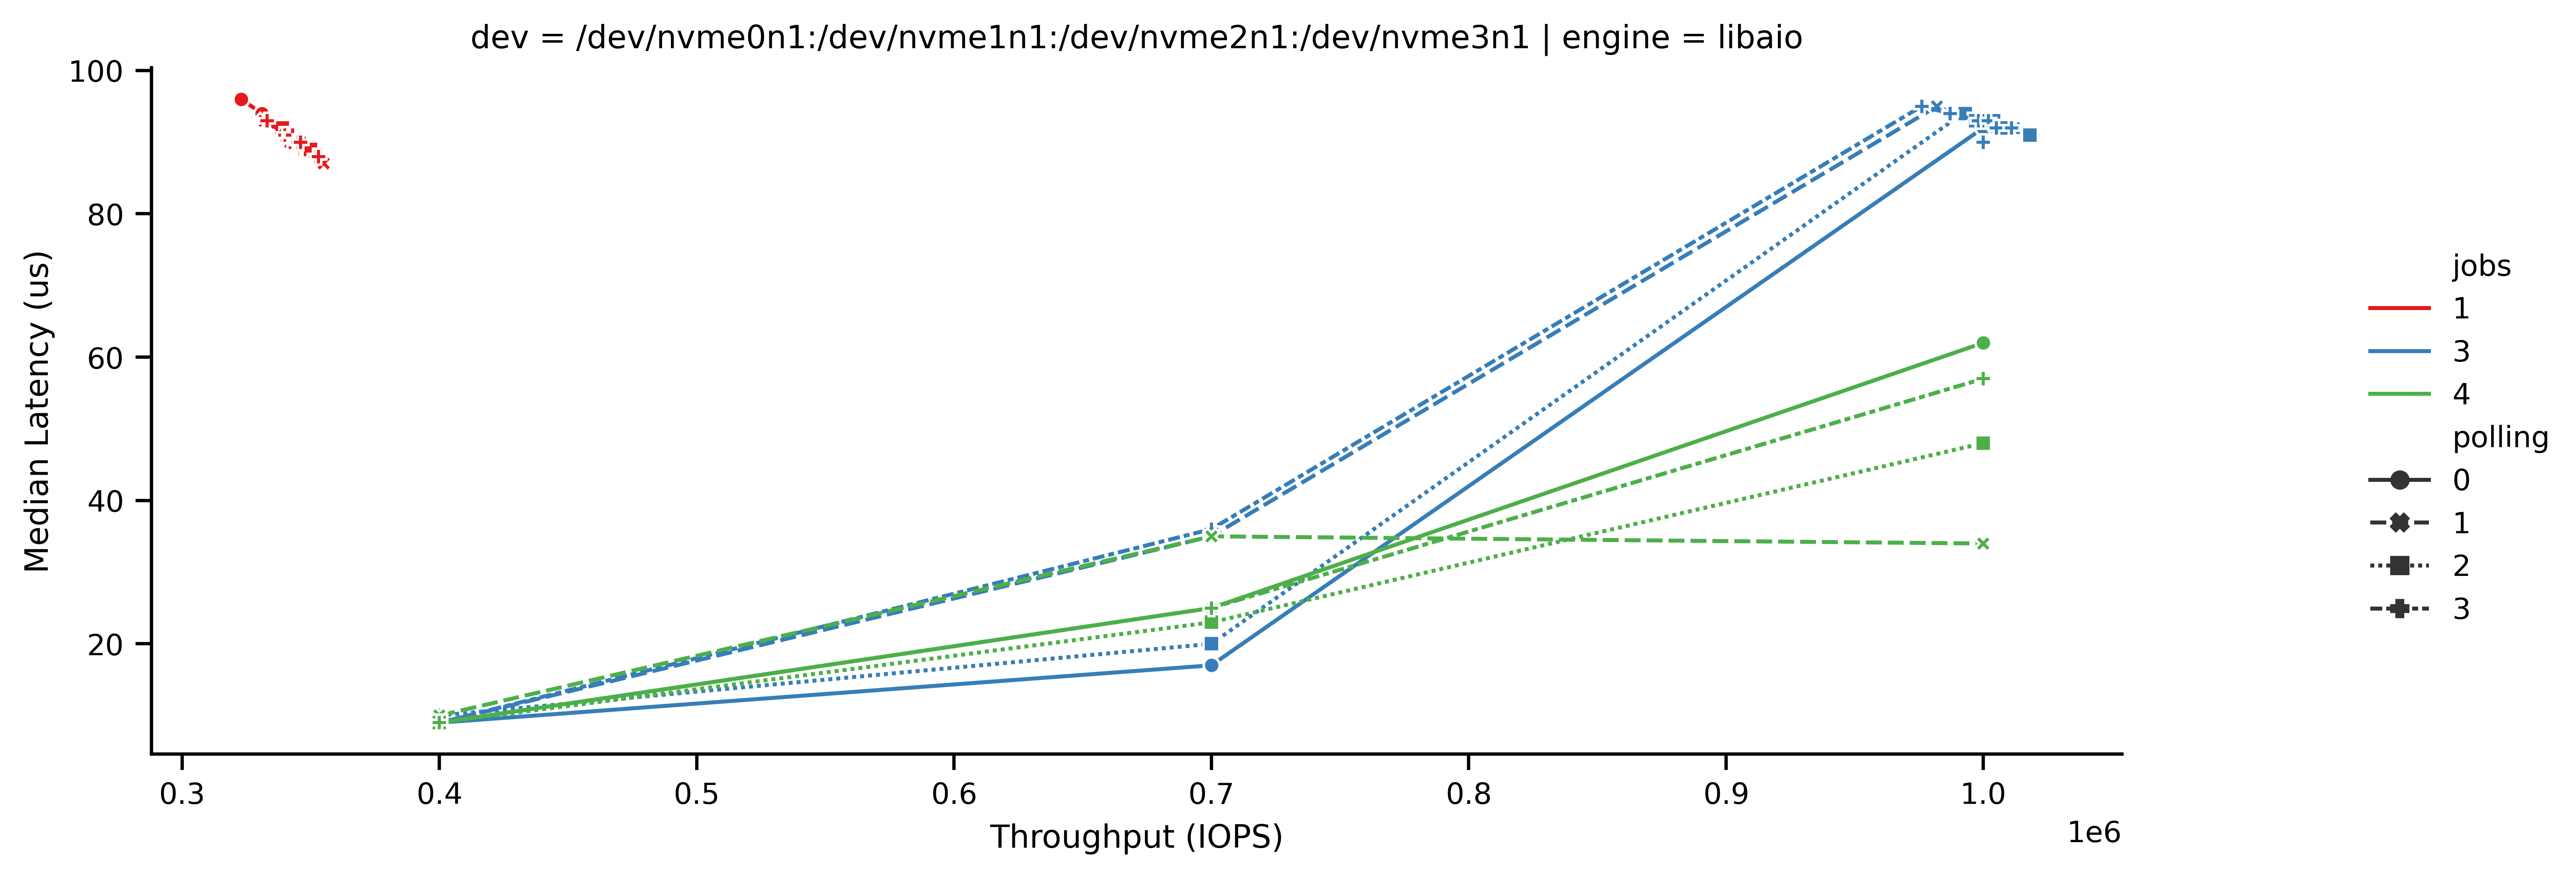 dev = /dev/nvme0n1:/dev/nvme1n1:/dev/nvme2n1:/dev/nvme3n1 | engine = libaio
100
80
60
40
20
Median Latency (us)
0.3 0.4 0.5 0.6 0.7 0.8 0.9 1.0
1e6
Throughput (IOPS)
jobs
1
3
4
polling
0
1
2
3